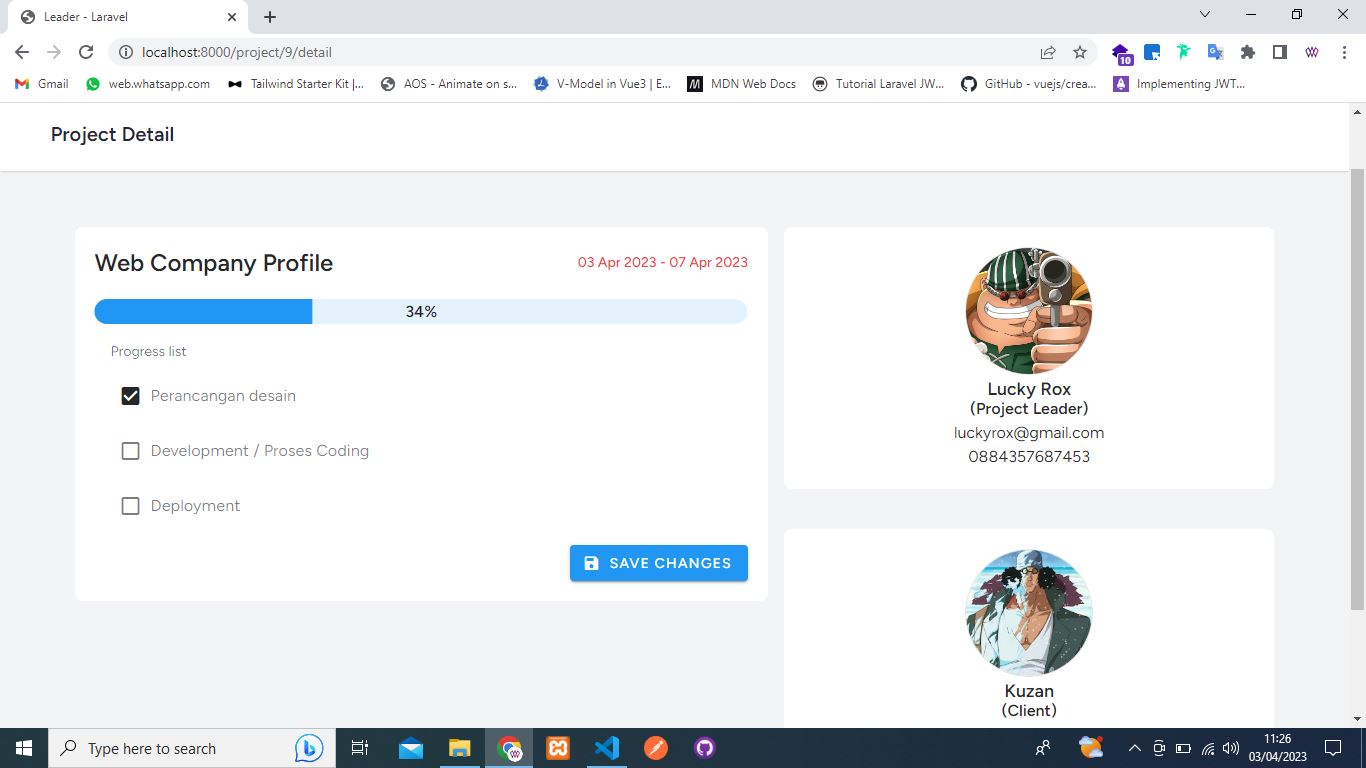 Leader - Laravel
localhost:8000/project/9/detail
10
Gmail
web.whatsapp.com
Tailwind Starter Kit |...
AOS - Animate on s...
V-Model in Vue3 | E...
MDN Web Docs
Tutorial Laravel JW...
GitHub - vuejs/crea...
Implementing JWT...
Project Detail
Web Company Profile
03 Apr 2023 - 07 Apr 2023
34%
Progress list
Perancangan desain
Development / Proses Coding
Deployment
SAVE CHANGES
Lucky Rox
(Project Leader)
luckyrox@gmail.com
0884357687453
Kuzan
(Client)
Type here to search
11:26
03/04/2023